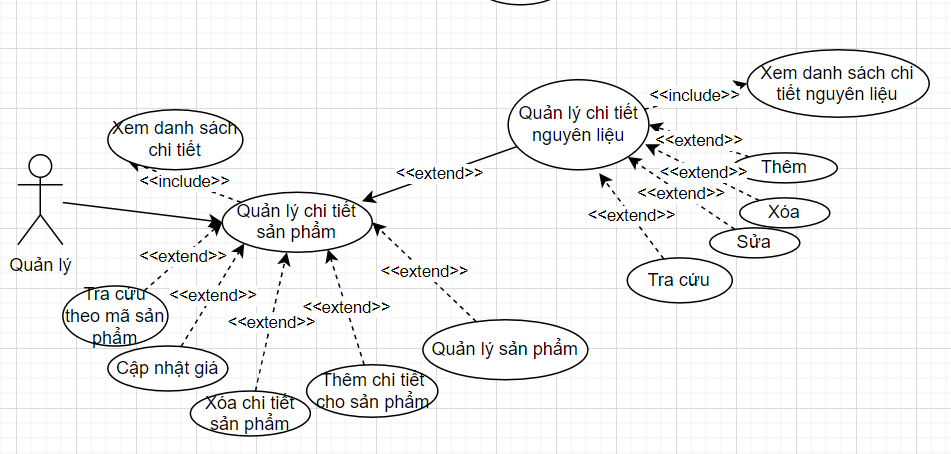 Xem danh sách chi
tiết nguyên liệu
<<include>>
Quản lý chi tiết
nguyên liệu
Xem danh sách
chi tiết
<<extend>>
Thêm
<<extend>>
<<extend>>
<<include>>
<<extend>>
Xóa
Quản lý chi tiết
sản phẩm
<<extend>>
Sửa
Quản lý
<<extend>>
<<extend>>
Tra cứu
Tra cứu
theo mã sản
phẩm
<<extend>>
<<extend>>
<<extend>>
Quản lý sản phẩm
Cập nhật giá
Thêm chi tiết
cho sản phẩm
Xóa chi tiết
sản phẩm